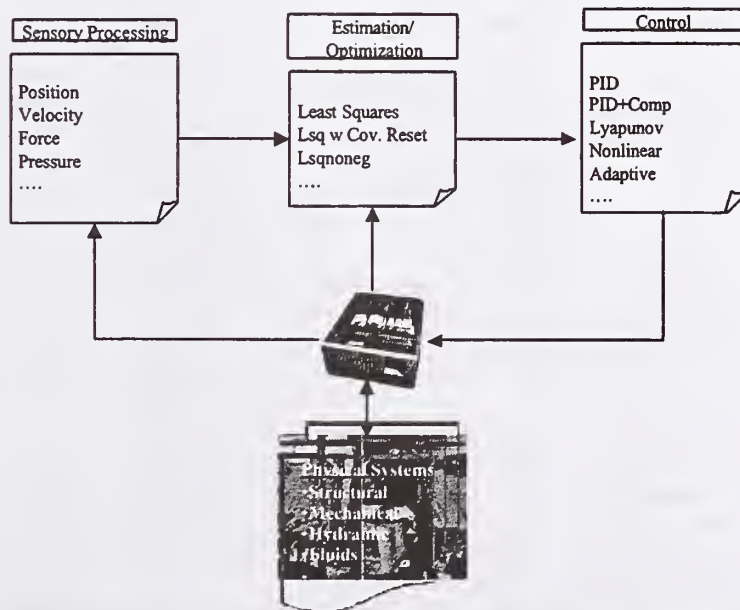 Sensory Processing
Position
Velocity
Force
Pressure
....
Estimation/
Optimization
Least Squares
Lsq w Cov. Reset
Lsqnoneg
....
Control
PID
PID+Comp
Lyapunov
Nonlinear
Adaptive
....
Physical Systems
•Structural
•Mechanical
•Hydraulic